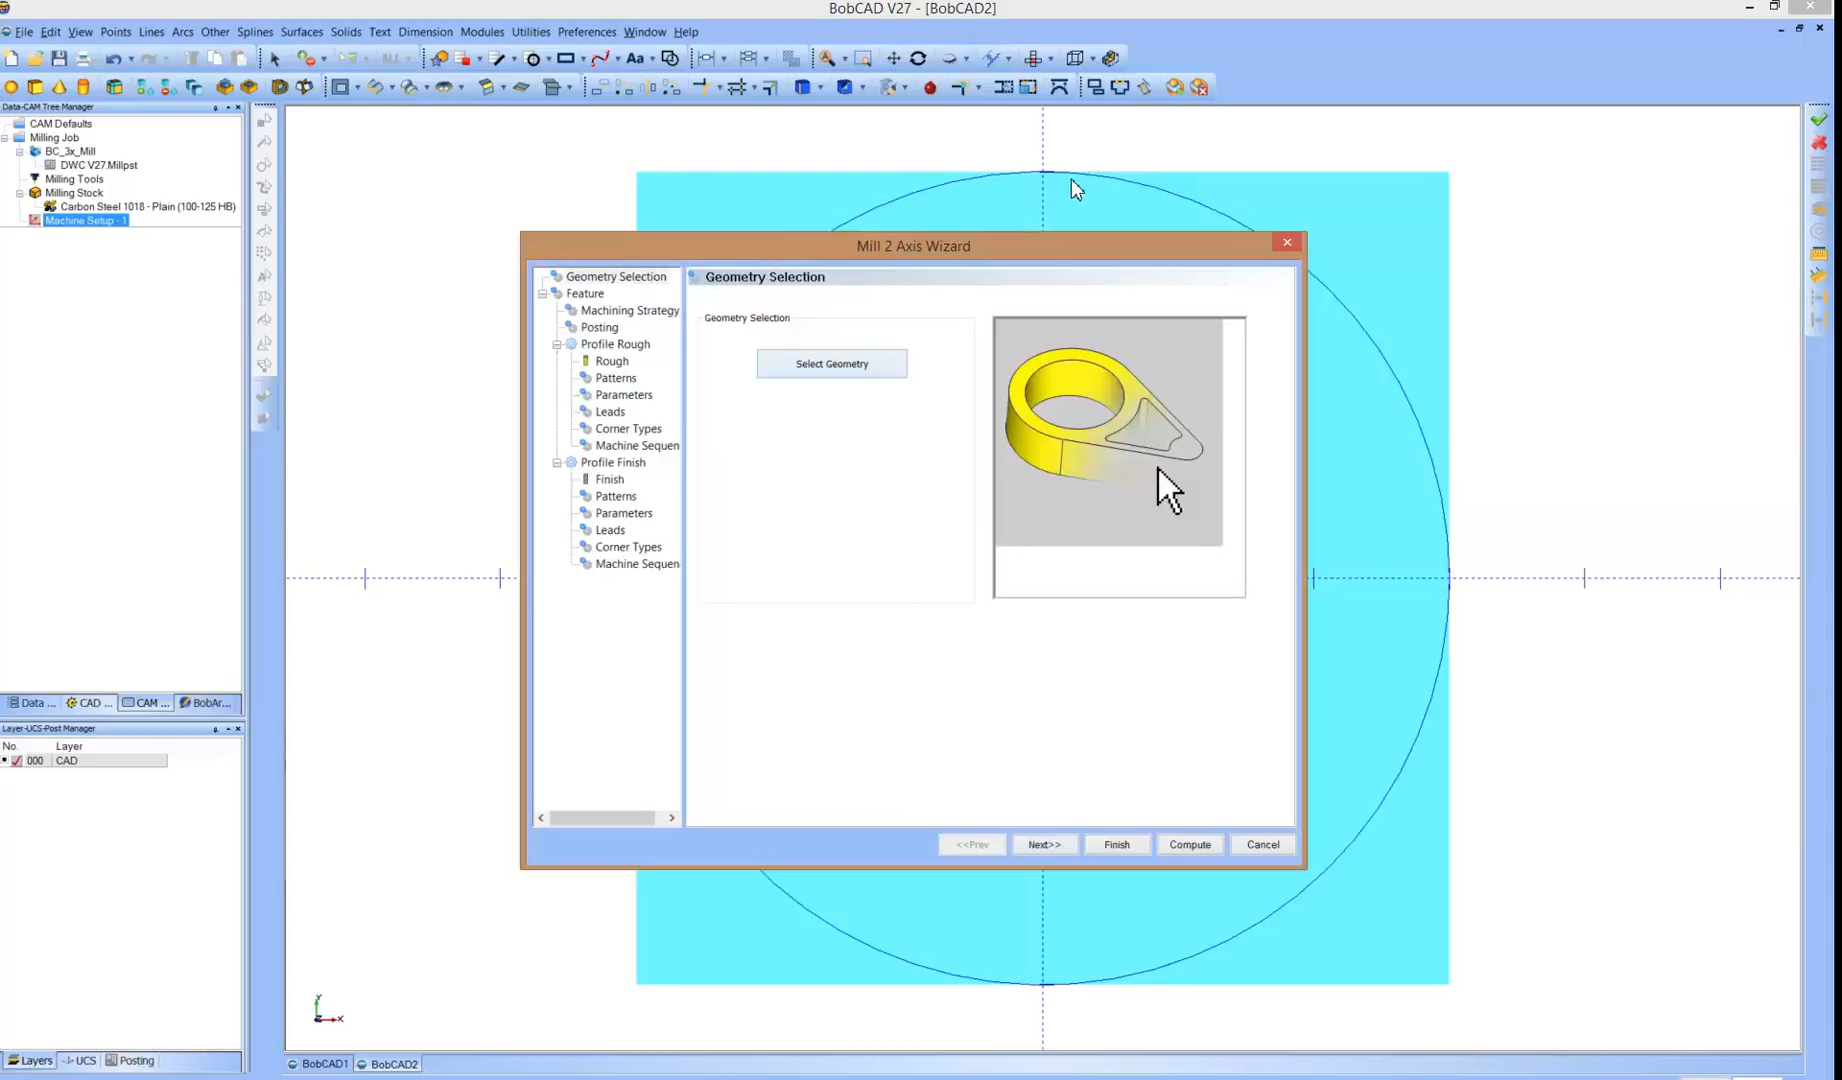 BobCAD V27 - [BobCAD2]
File Edit View Points Lines Arcs Other Splines Surfaces Solids Text Dimension Modules Utilities Preferences Window Help
Data-CAM Tree Manager
CAM Defaults
Milling Job
BC_3x_Mill
DWC V27.Millpst
Milling Tools
Milling Stock
Carbon Steel 1018 - Plain (100-125 HB)
Machine Setup - 1
Mill 2 Axis Wizard
Geometry Selection
Feature
Machining Strategy
Posting
Profile Rough
Rough
Patterns
Parameters
Leads
Corner Types
Machine Sequen
Profile Finish
Finish
Patterns
Parameters
Leads
Corner Types
Machine Sequen
Geometry Selection
Geometry Selection
Select Geometry
<<Prev Next>> Finish Compute Cancel
Data ... CAD ... CAM ... BobAr...
Layer-UCS-Post Manager
No. Layer
000 CAD
Layers UCS Posting
BobCAD1 BobCAD2
Y
X